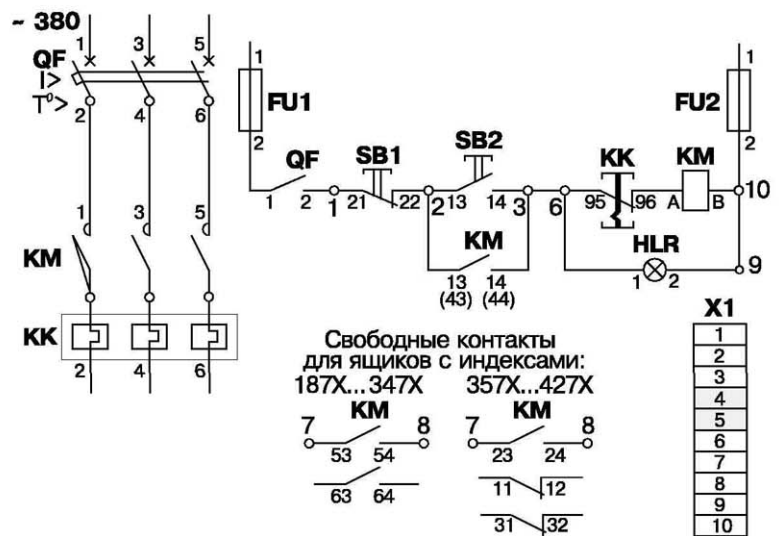 ~ 380
1 3 5
QF
I>
T°>
2 4 6
1
FU1
2
1
FU2
2
QF
1 2
1
SB1
21 22
2
SB2
13 14
3
6
KK
95 96
KM
A B
10
KM
13 14
(43) (44)
HLR
1 2
9
1 3 5
KM
KK
2 4 6
Свободные контакты
для ящиков с индексами:
187X...347X 357X...427X
KM
7 8
53 54
63 64
KM
7 8
23 24
11 12
31 32
X1
1
2
3
4
5
6
7
8
9
10